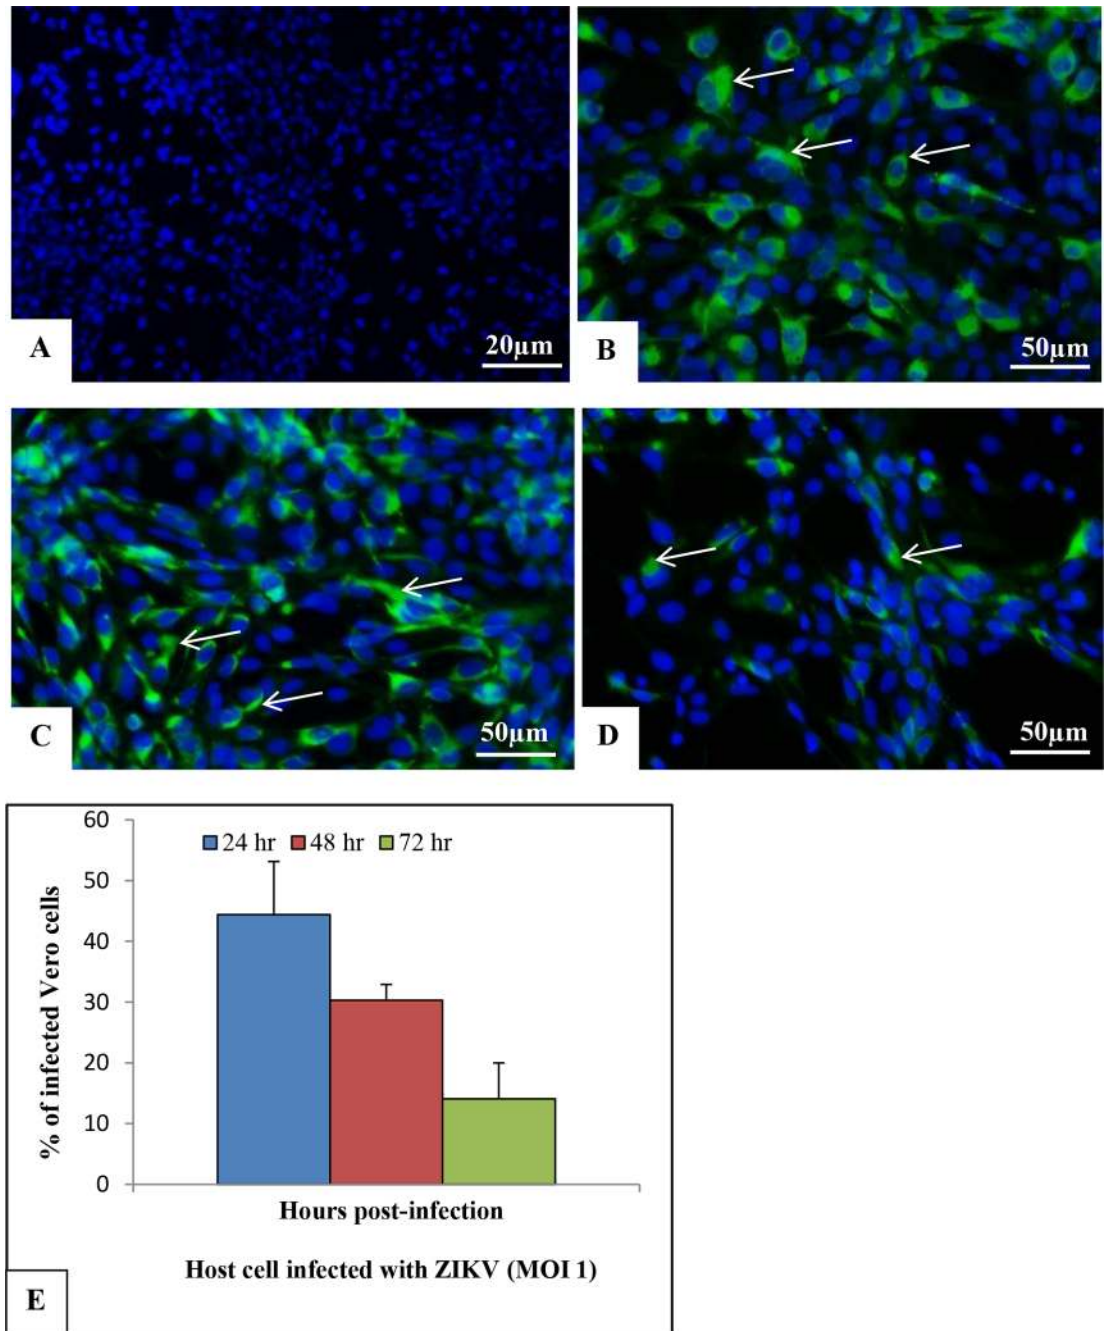 A
20μm
B
50μm
C
50μm
D
50μm
60
24 hr 48 hr 72 hr
50
40
30
20
10
0
% of infected Vero cells
Hours post-infection
Host cell infected with ZIKV (MOI 1)
E